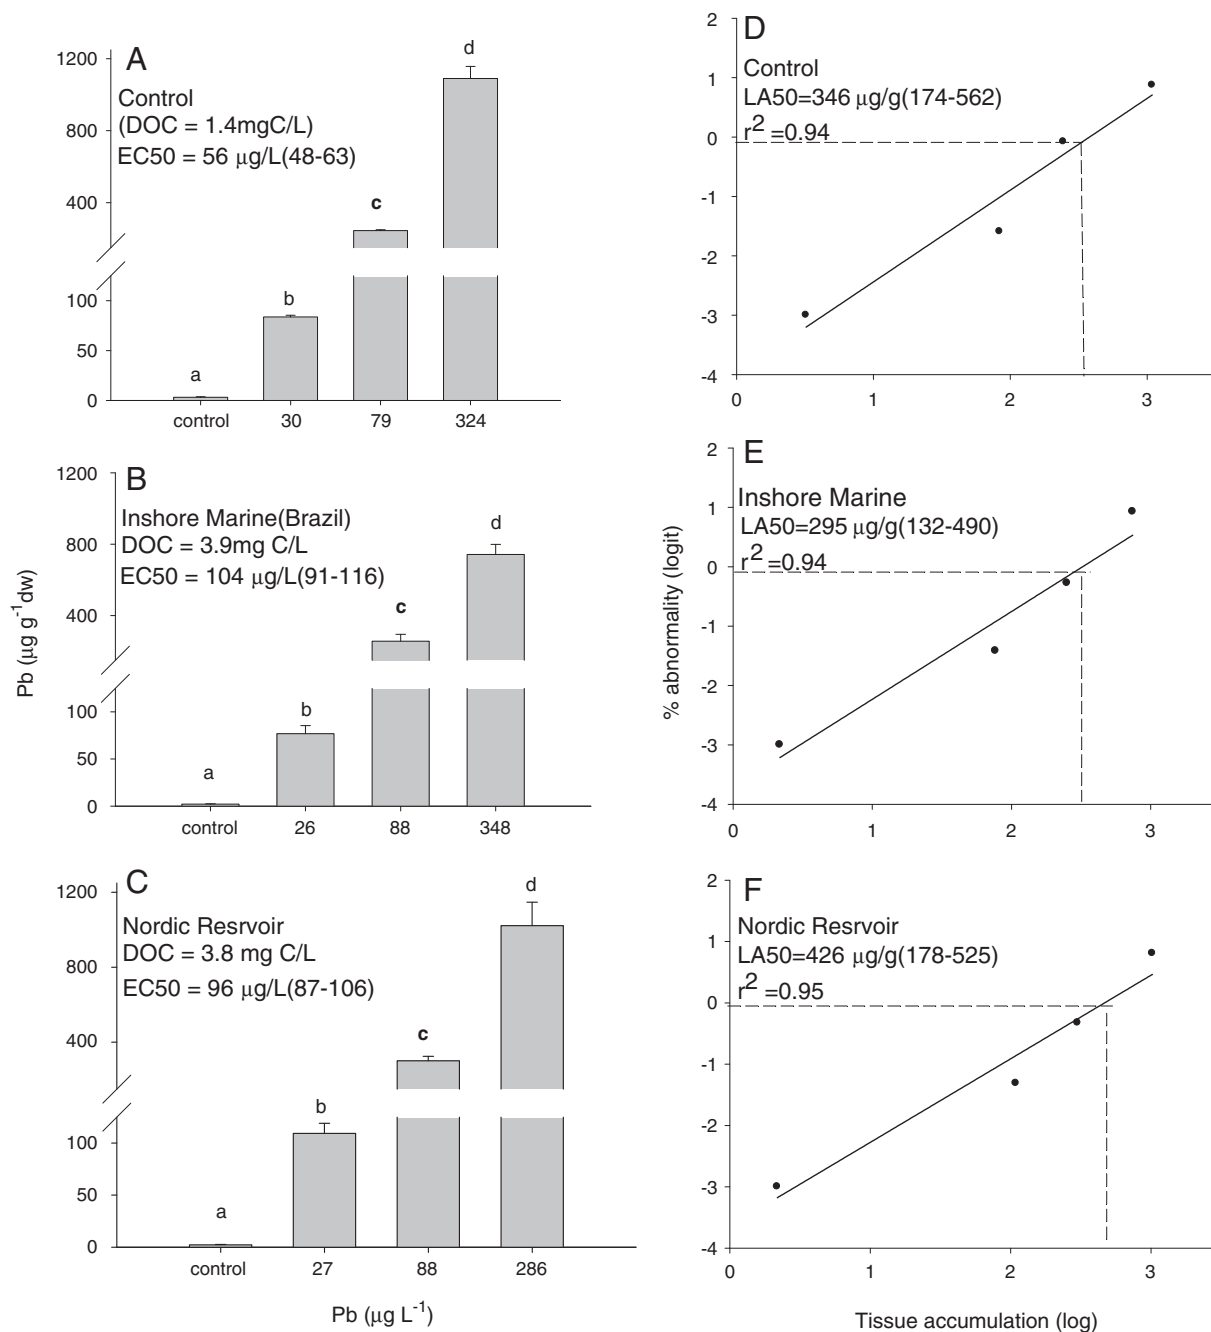 A
Control
(DOC = 1.4mgC/L)
EC50 = 56 μg/L(48-63)
1200
800
400
100
50
0
a
b
c
d
control 30 79 324
B
Inshore Marine(Brazil)
DOC = 3.9mg C/L
EC50 = 104 μg/L(91-116)
1200
800
400
100
50
0
a
b
c
d
control 26 88 348
Pb (μg g⁻¹dw)
C
Nordic Resrvoir
DOC = 3.8 mg C/L
EC50 = 96 μg/L(87-106)
1200
800
400
100
50
0
a
b
c
d
control 27 88 286
Pb (μg L⁻¹)
D
Control
LA50=346 μg/g(174-562)
r² =0.94
2
1
0
-1
-2
-3
-4
0 1 2 3
E
Inshore Marine
LA50=295 μg/g(132-490)
r² =0.94
2
1
0
-1
-2
-3
-4
0 1 2 3
% abnormality (logit)
F
Nordic Resrvoir
LA50=426 μg/g(178-525)
r² =0.95
2
1
0
-1
-2
-3
-4
0 1 2 3
Tissue accumulation (log)